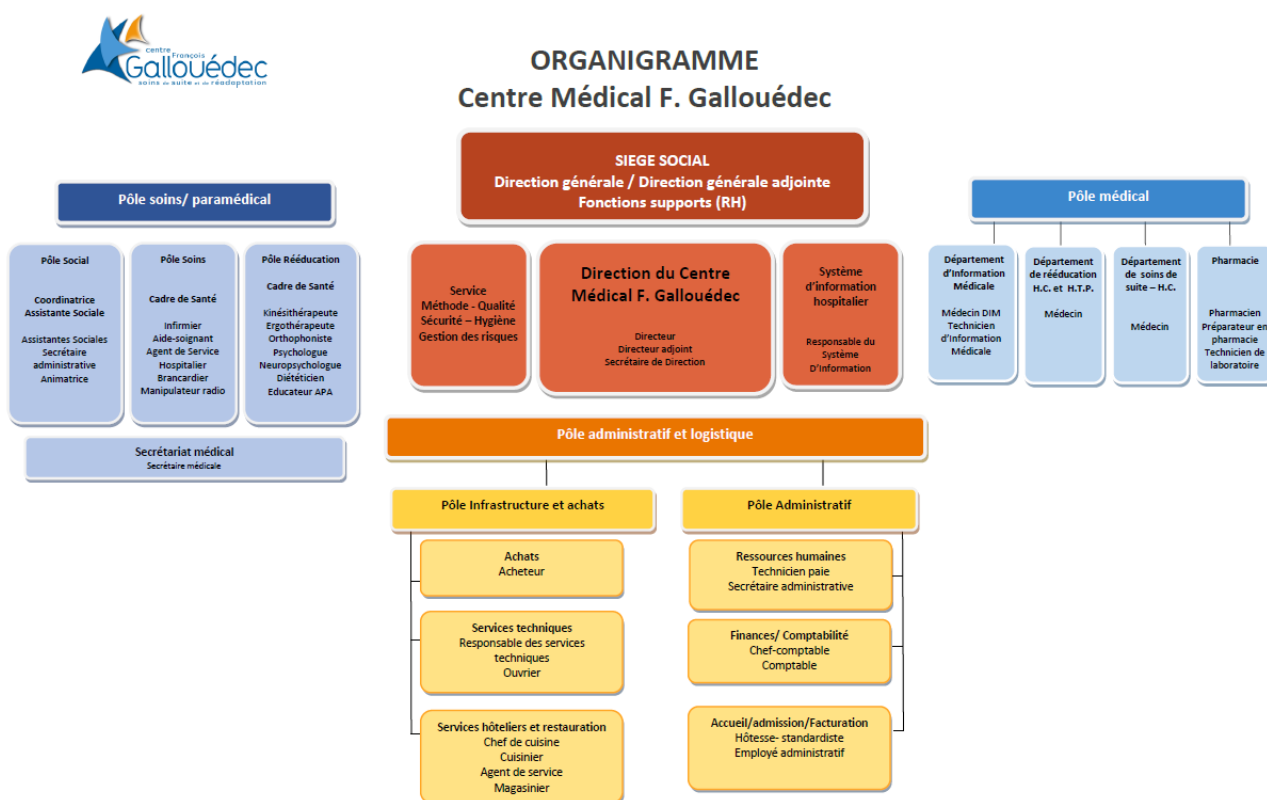 centre
François
Gallouédec
soins de suite et de réadaptation
ORGANIGRAMME
Centre Médical F. Gallouédec
SIEGE SOCIAL
Direction générale / Direction générale adjointe
Fonctions supports (RH)
Pôle soins/ paramédical
Pôle Social
Coordinatrice
Assistante Sociale
Assistantes Sociales
Secrétaire
administrative
Animatrice
Pôle Soins
Cadre de Santé
Infirmier
Aide-soignant
Agent de Service
Hospitalier
Brancardier
Manipulateur radio
Pôle Rééducation
Cadre de Santé
Kinésithérapeute
Ergothérapeute
Orthophoniste
Psychologue
Neuropsychologue
Diététicien
Educateur APA
Secrétariat médical
Secrétaire médicale
Service
Méthode - Qualité
Sécurité – Hygiène
Gestion des risques
Direction du Centre
Médical F. Gallouédec
Directeur
Directeur adjoint
Secrétaire de Direction
Système
d'information
hospitalier
Responsable du
Système
D'Information
Pôle médical
Département
d'Information
Médicale
Médecin DIM
Technicien
d'Information
Médicale
Département
de rééducation
H.C. et H.T.P.
Médecin
Département
de soins de
suite – H.C.
Médecin
Pharmacie
Pharmacien
Préparateur en
pharmacie
Technicien de
laboratoire
Pôle administratif et logistique
Pôle Infrastructure et achats
Achats
Acheteur
Services techniques
Responsable des services
techniques
Ouvrier
Services hôteliers et restauration
Chef de cuisine
Cuisinier
Agent de service
Magasinier
Pôle Administratif
Ressources humaines
Technicien paie
Secrétaire administrative
Finances/ Comptabilité
Chef-comptable
Comptable
Accueil/admission/Facturation
Hôtesse- standardiste
Employé administratif